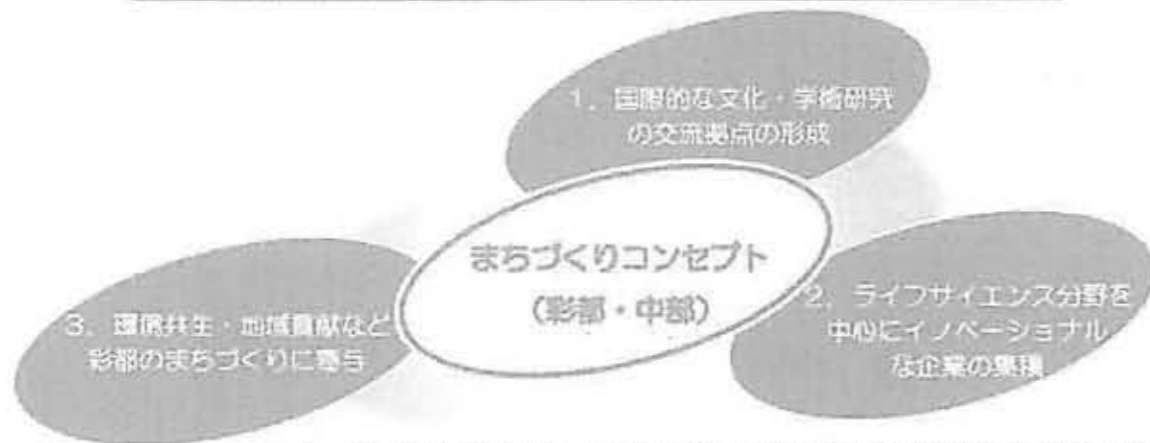 1．国際的な文化・学術研究
の交流拠点の形成
まちづくりコンセプト
（彩都・中部）
2．ライフサイエンス分野を
中心にイノベーショナル
な企業の集積
3．環境共生・地域貢献など
彩都のまちづくりに寄与